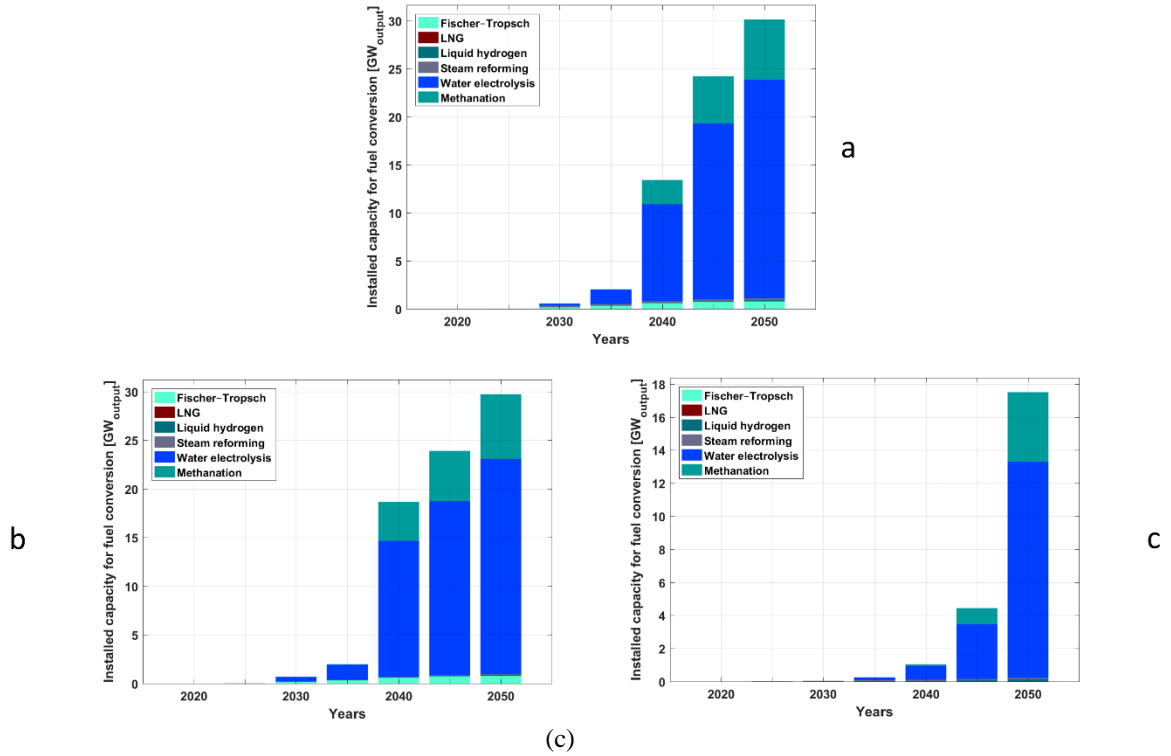 Installed capacity for fuel conversion [GWoutput]
Fischer-Tropsch
LNG
Liquid hydrogen
Steam reforming
Water electrolysis
Methanation
30
25
20
15
10
5
0
2020 2030 2040 2050
Years
a
b
Installed capacity for fuel conversion [GWoutput]
Fischer-Tropsch
LNG
Liquid hydrogen
Steam reforming
Water electrolysis
Methanation
30
25
20
15
10
5
0
2020 2030 2040 2050
Years
Installed capacity for fuel conversion [GWoutput]
Fischer-Tropsch
LNG
Liquid hydrogen
Steam reforming
Water electrolysis
Methanation
18
16
14
12
10
8
6
4
2
0
2020 2030 2040 2050
Years
c
(c)